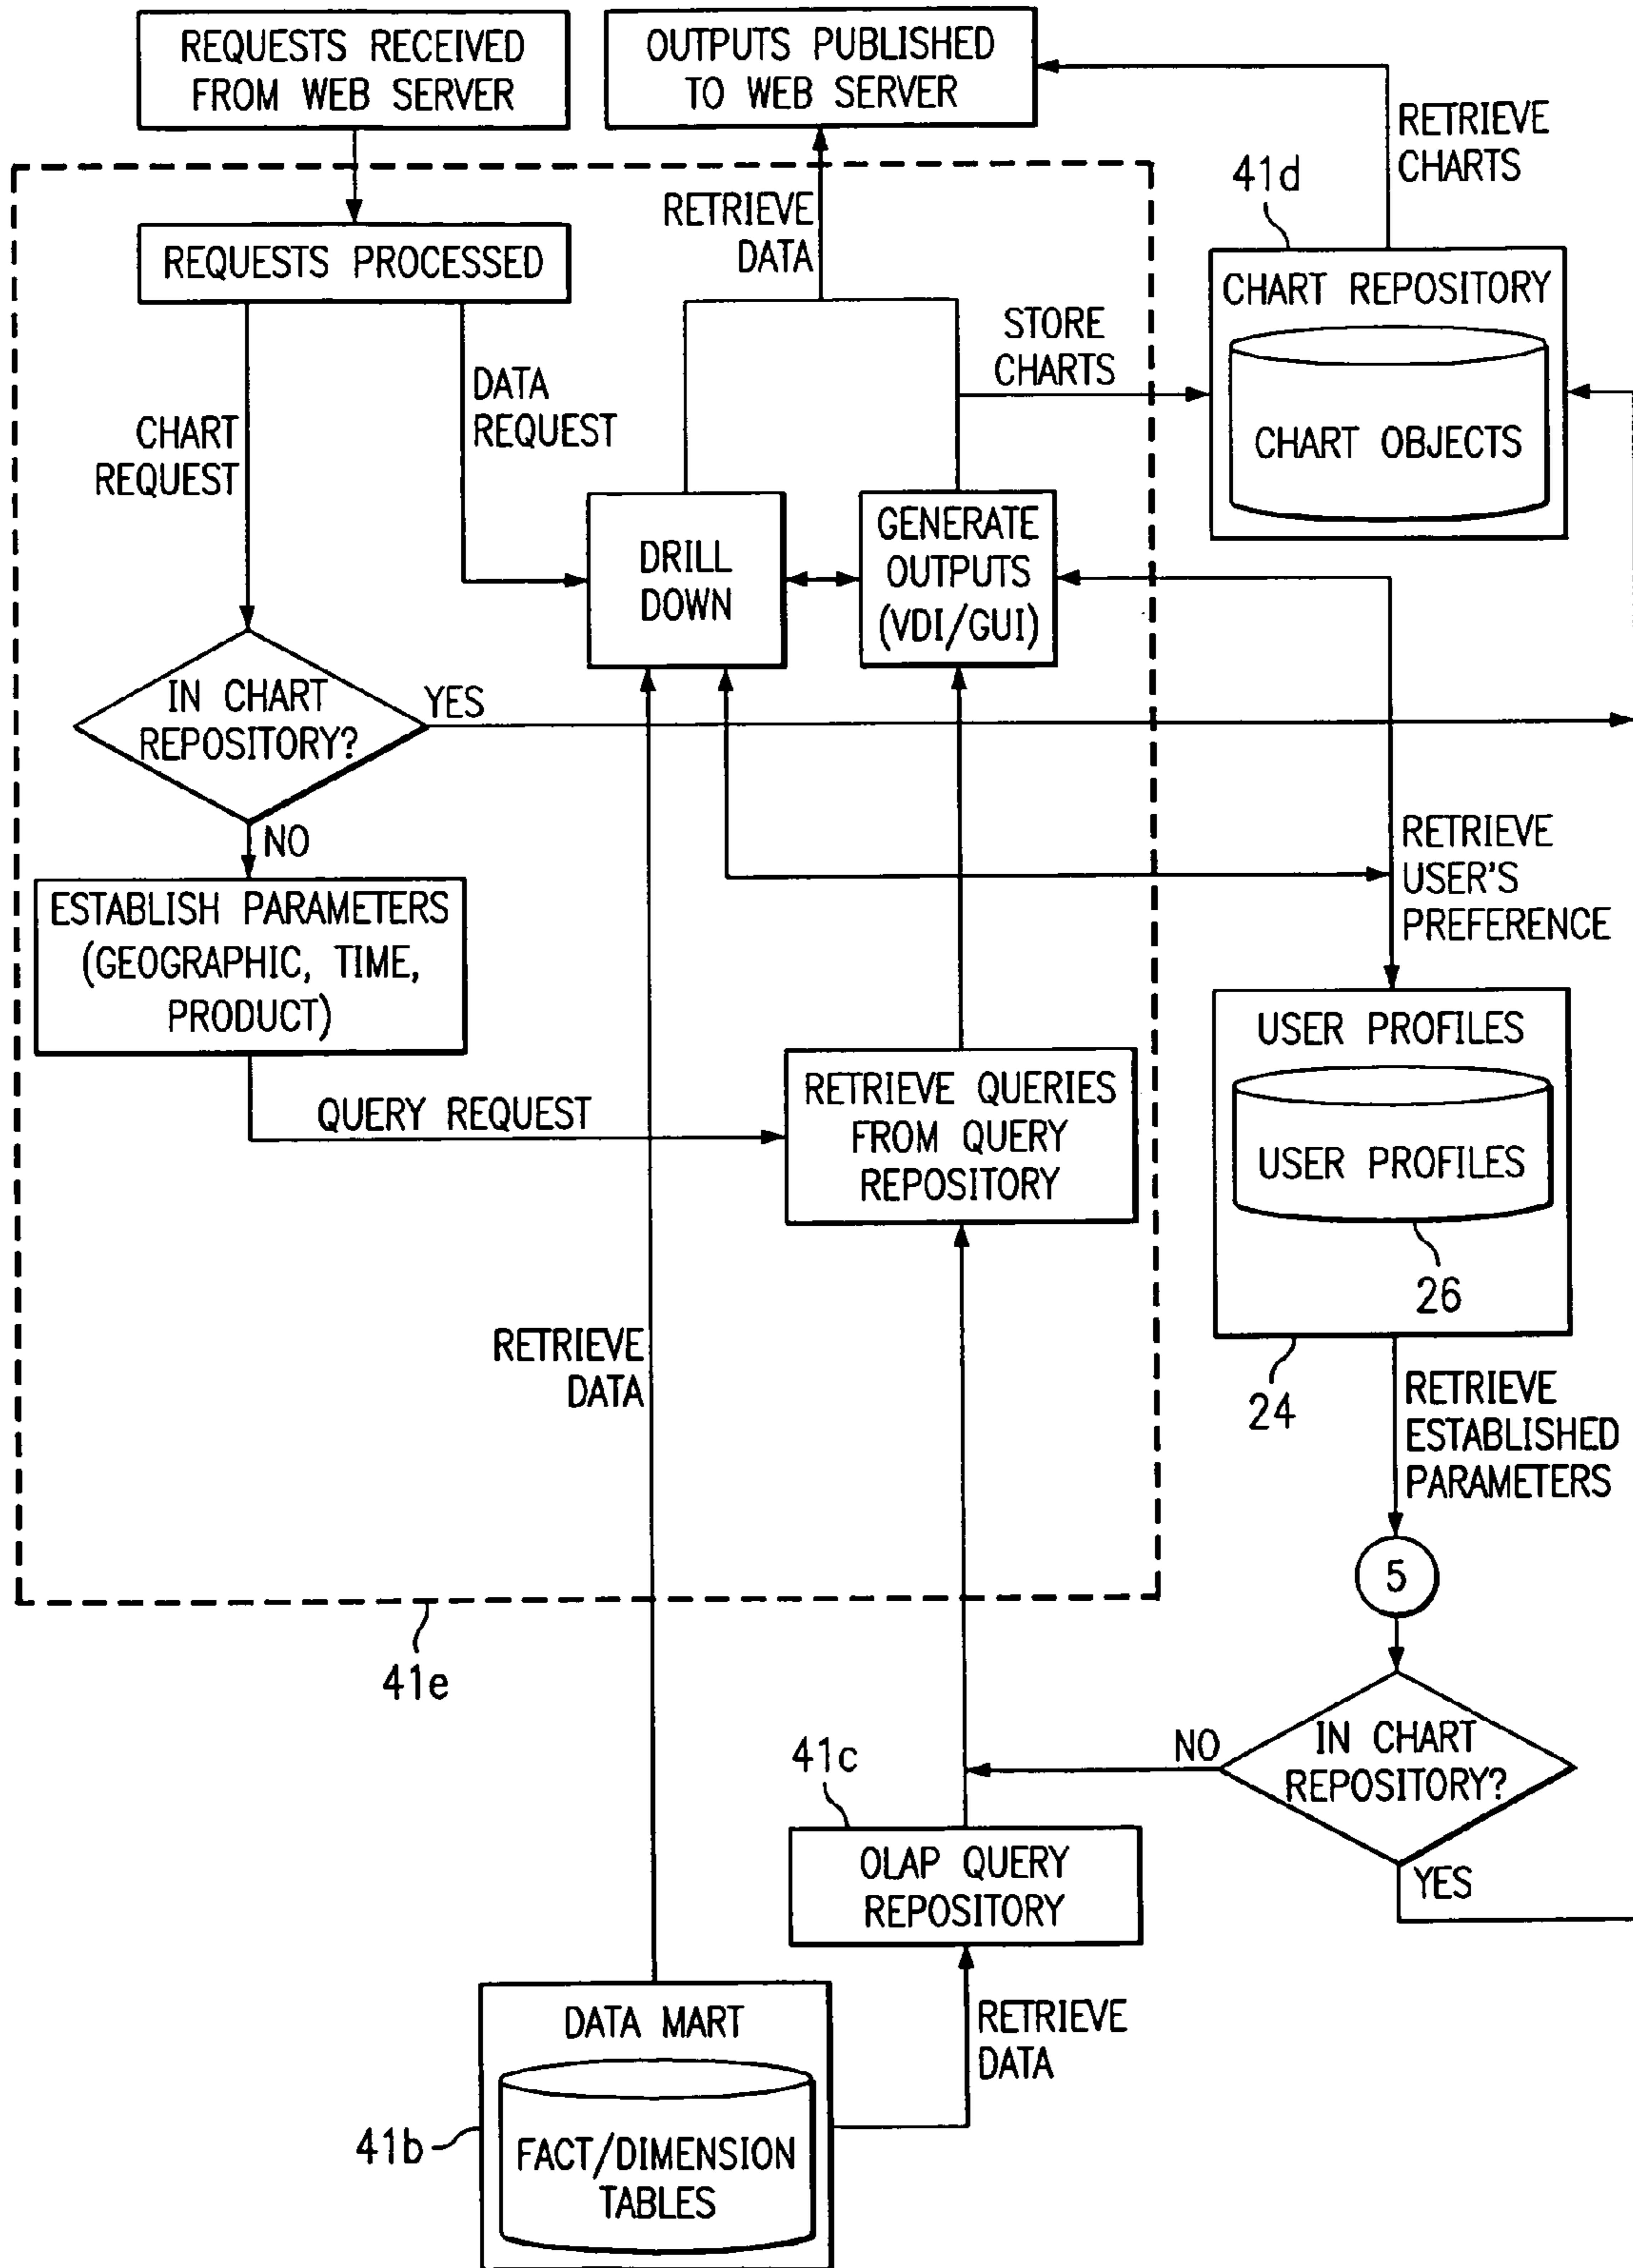 REQUESTS RECEIVED
FROM WEB SERVER
OUTPUTS PUBLISHED
TO WEB SERVER
RETRIEVE
CHARTS
41d
RETRIEVE
DATA
REQUESTS PROCESSED
CHART REPOSITORY
CHART OBJECTS
STORE
CHARTS
DATA
REQUEST
CHART
REQUEST
DRILL
DOWN
GENERATE
OUTPUTS
(VDI/GUI)
IN CHART
REPOSITORY?
YES
NO
RETRIEVE
USER'S
PREFERENCE
ESTABLISH PARAMETERS
(GEOGRAPHIC, TIME,
PRODUCT)
QUERY REQUEST
RETRIEVE QUERIES
FROM QUERY
REPOSITORY
USER PROFILES
USER PROFILES
26
24
RETRIEVE
DATA
RETRIEVE
ESTABLISHED
PARAMETERS
5
41e
IN CHART
REPOSITORY?
NO
YES
41c
OLAP QUERY
REPOSITORY
DATA MART
FACT/DIMENSION
TABLES
41b
RETRIEVE
DATA